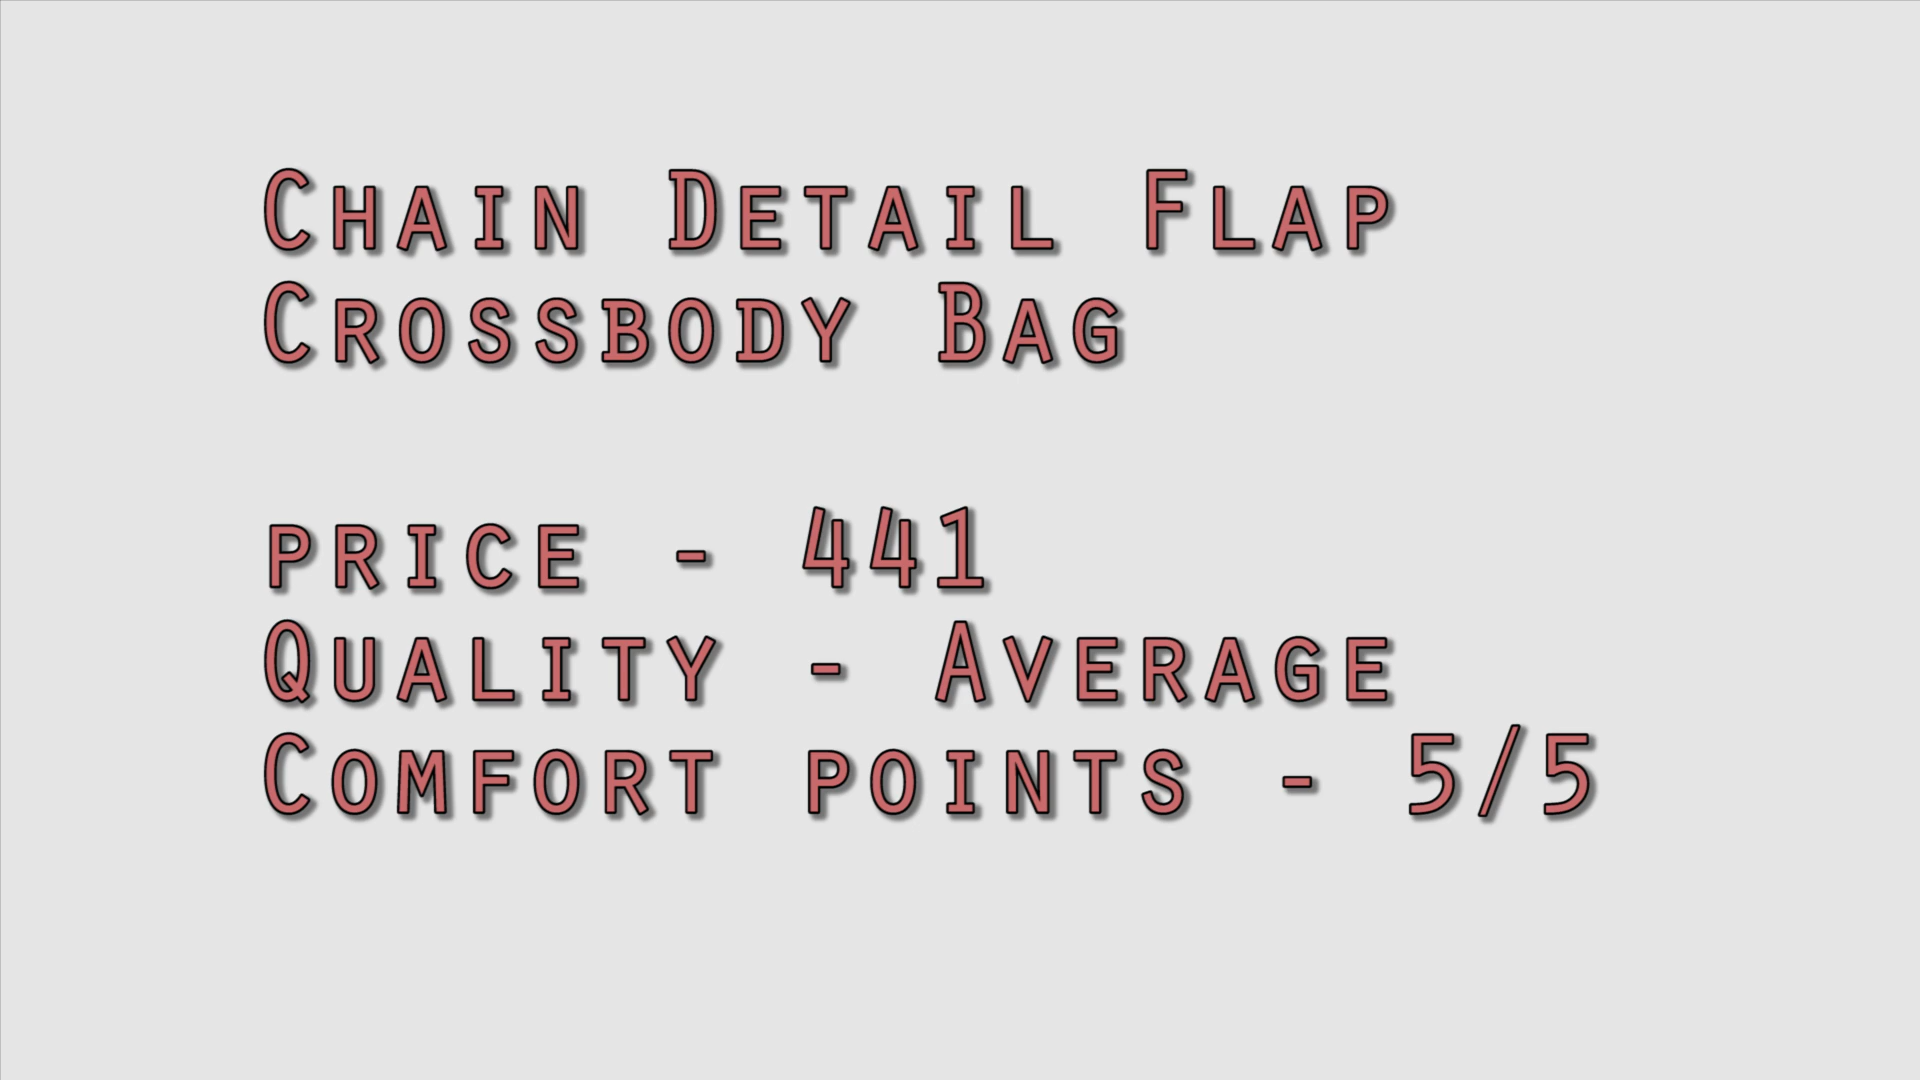 Chain Detail Flap
Crossbody Bag
price - 441
Quality - Average
Comfort points - 5/5